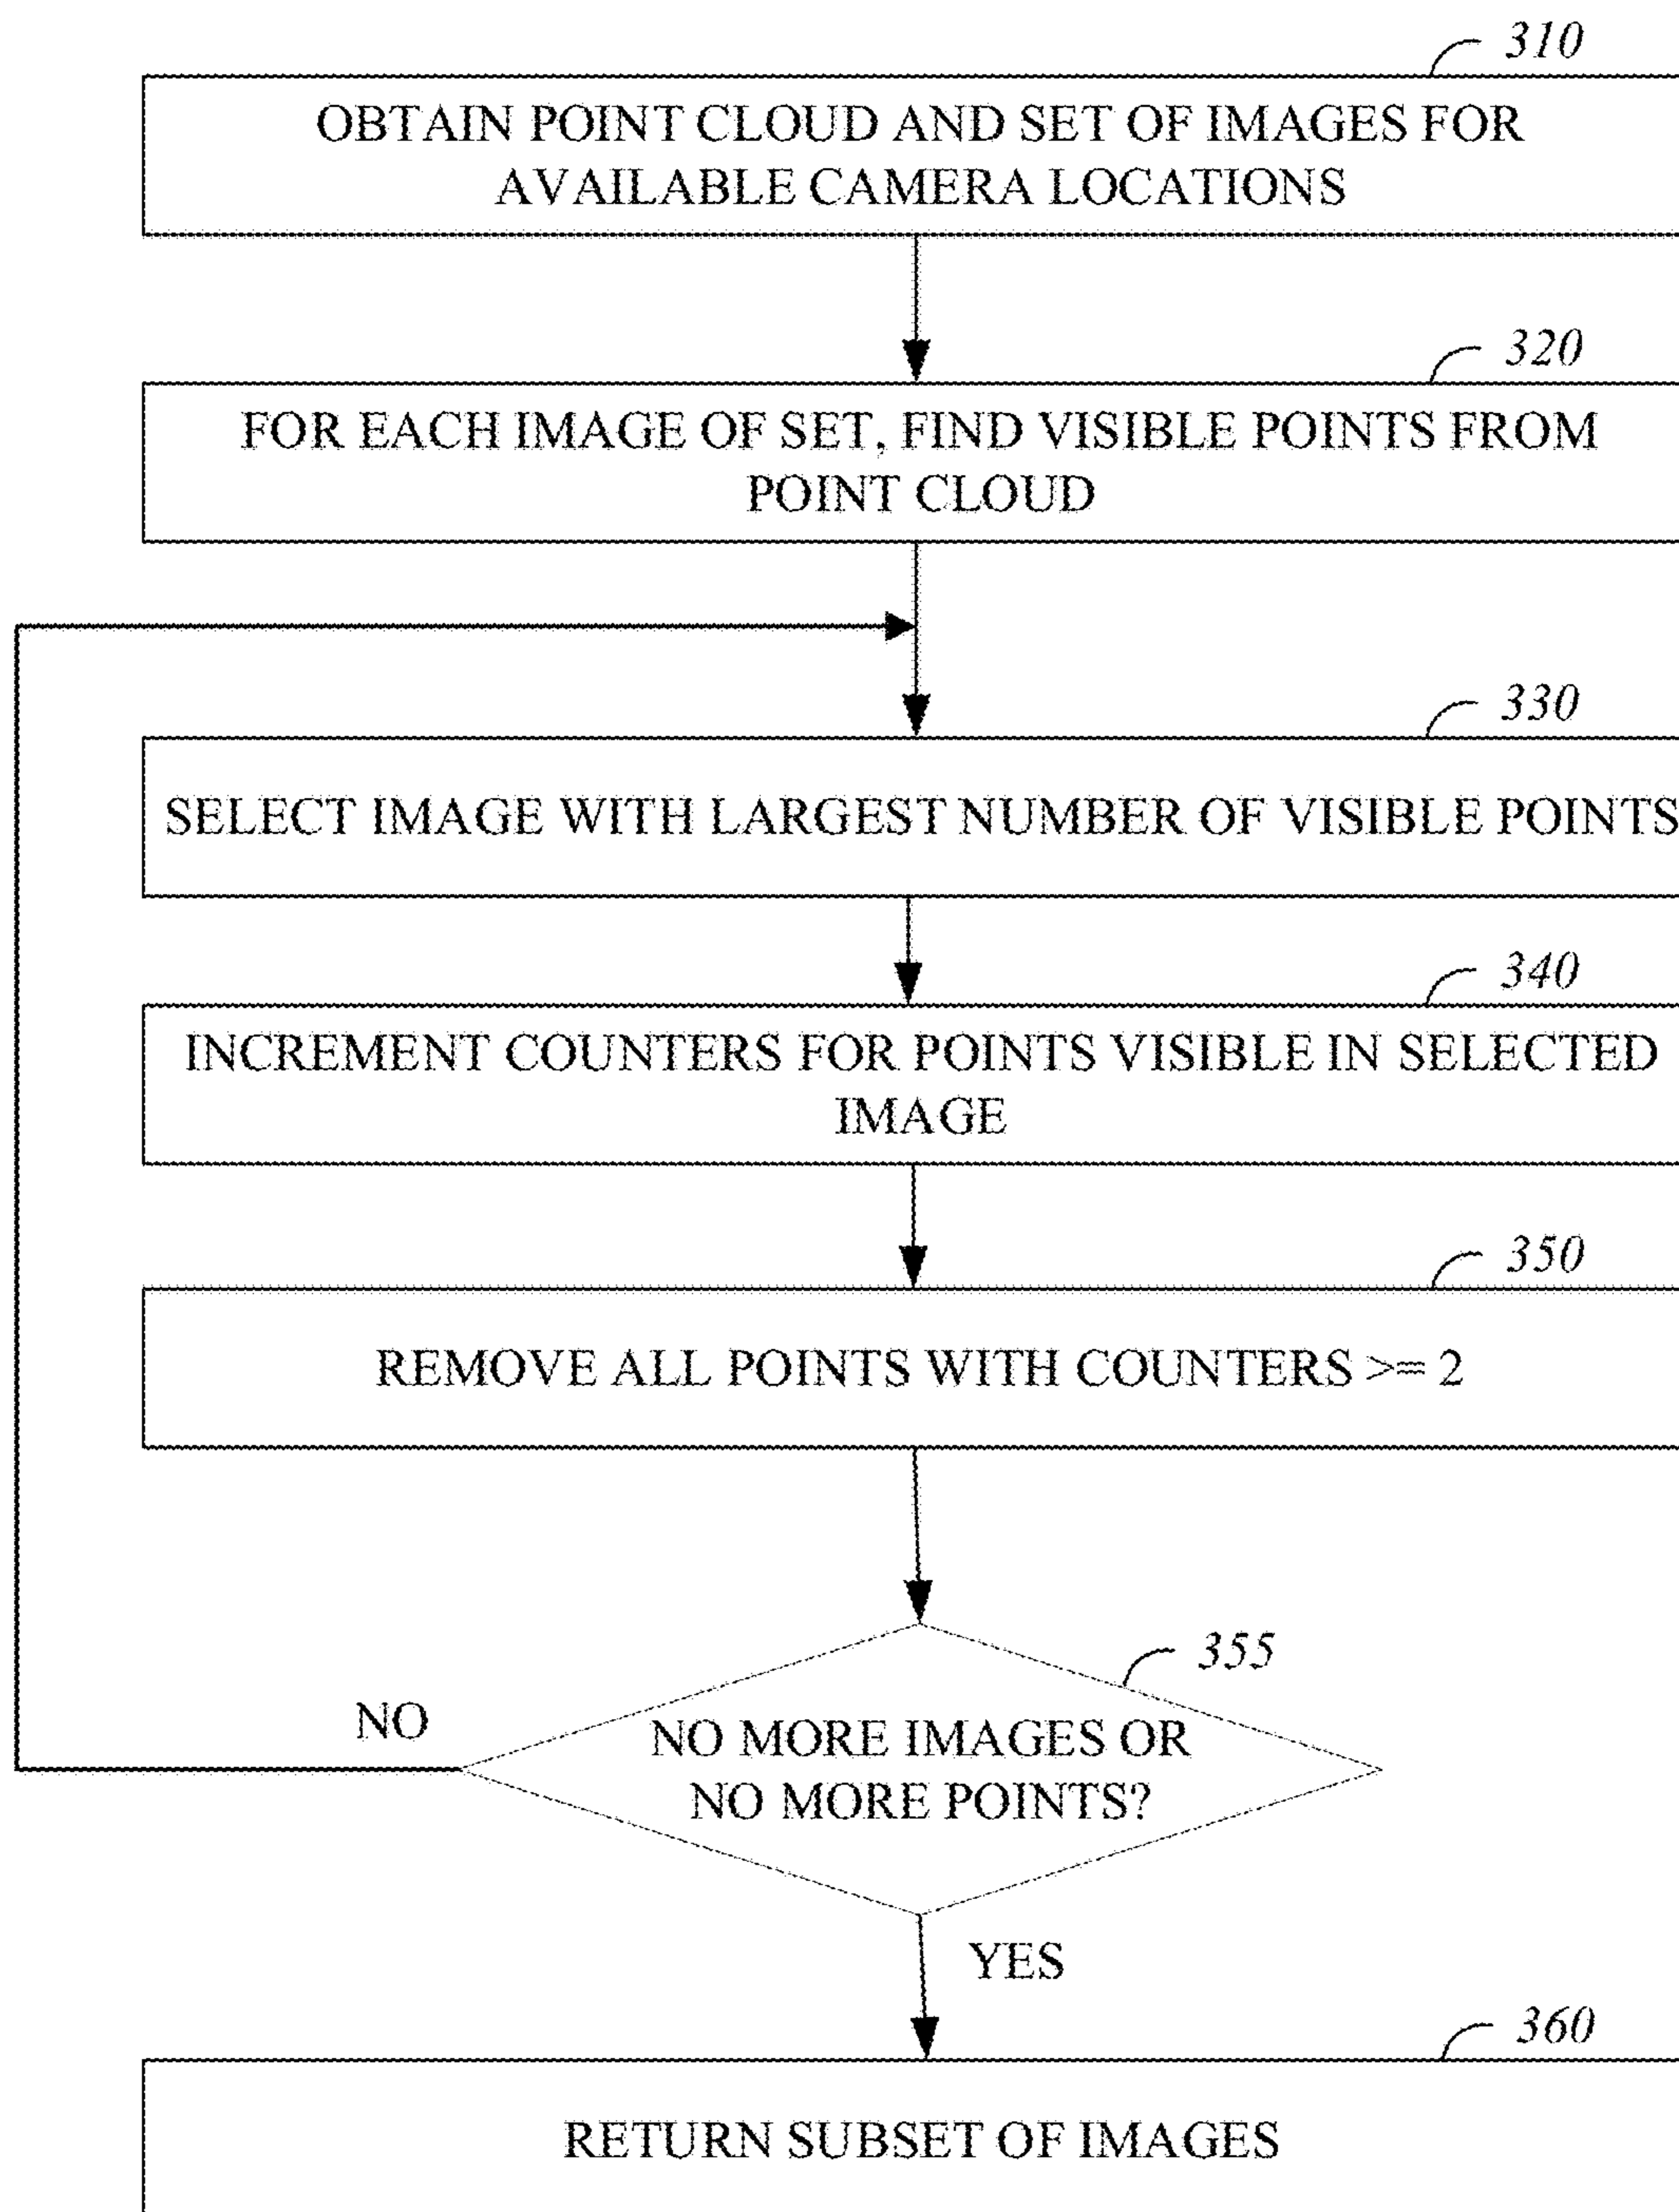 310
OBTAIN POINT CLOUD AND SET OF IMAGES FOR
AVAILABLE CAMERA LOCATIONS
320
FOR EACH IMAGE OF SET, FIND VISIBLE POINTS FROM
POINT CLOUD
330
SELECT IMAGE WITH LARGEST NUMBER OF VISIBLE POINTS
340
INCREMENT COUNTERS FOR POINTS VISIBLE IN SELECTED
IMAGE
350
REMOVE ALL POINTS WITH COUNTERS >= 2
355
NO
NO MORE IMAGES OR
NO MORE POINTS?
YES
360
RETURN SUBSET OF IMAGES